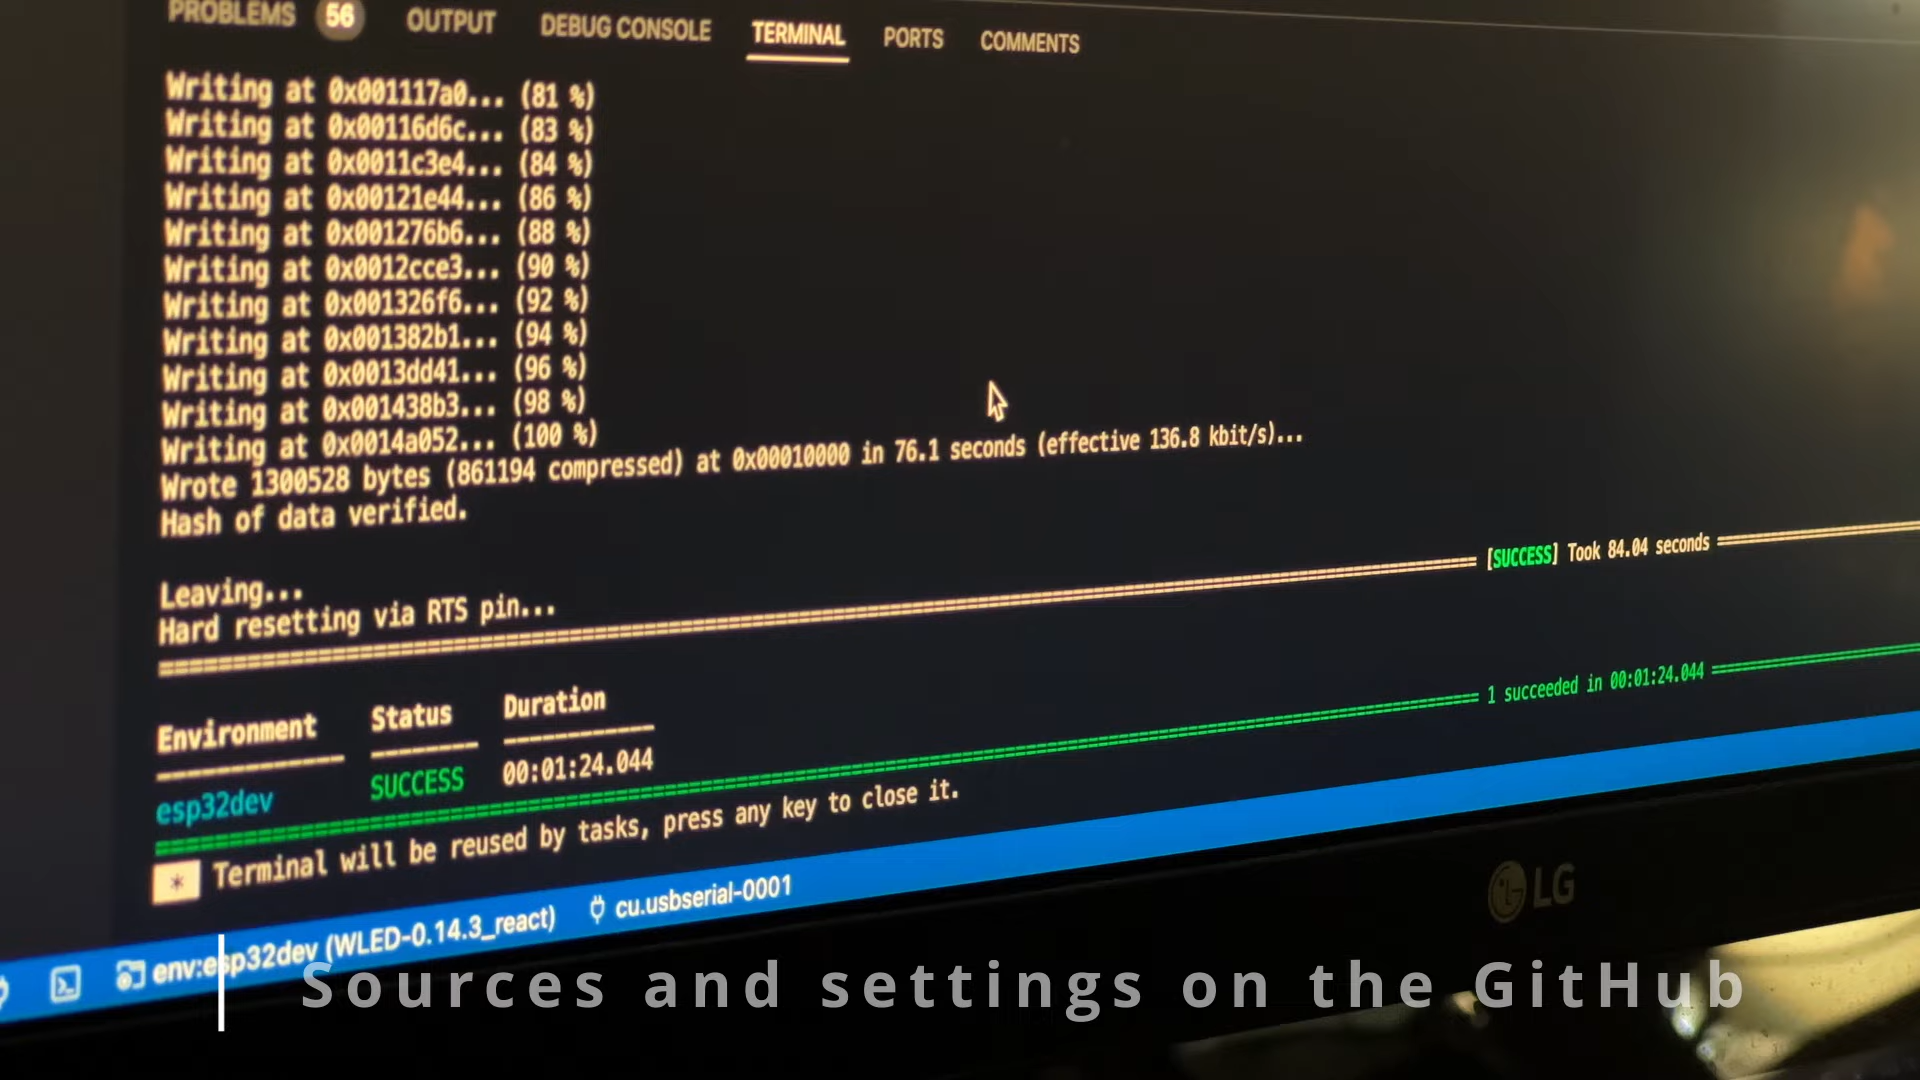 PROBLEMS 56 OUTPUT DEBUG CONSOLE TERMINAL PORTS COMMENTS
Writing at 0x001117a0... (81 %)
Writing at 0x00116d6c... (83 %)
Writing at 0x0011c3e4... (84 %)
Writing at 0x00121e44... (86 %)
Writing at 0x001276b6... (88 %)
Writing at 0x0012cce3... (90 %)
Writing at 0x001326f6... (92 %)
Writing at 0x001382b1... (94 %)
Writing at 0x0013dd41... (96 %)
Writing at 0x001438b3... (98 %)
Writing at 0x0014a052... (100 %)
Wrote 1300528 bytes (861194 compressed) at 0x00010000 in 76.1 seconds (effective 136.8 kbit/s)...
Hash of data verified.
Leaving...
Hard resetting via RTS pin...
[SUCCESS] Took 84.04 seconds
Environment Status Duration
esp32dev SUCCESS 00:01:24.044
1 succeeded in 00:01:24.044
* Terminal will be reused by tasks, press any key to close it.
env:esp32dev (WLED-0.14.3_react) cu.usbserial-0001
LG
Sources and settings on the GitHub